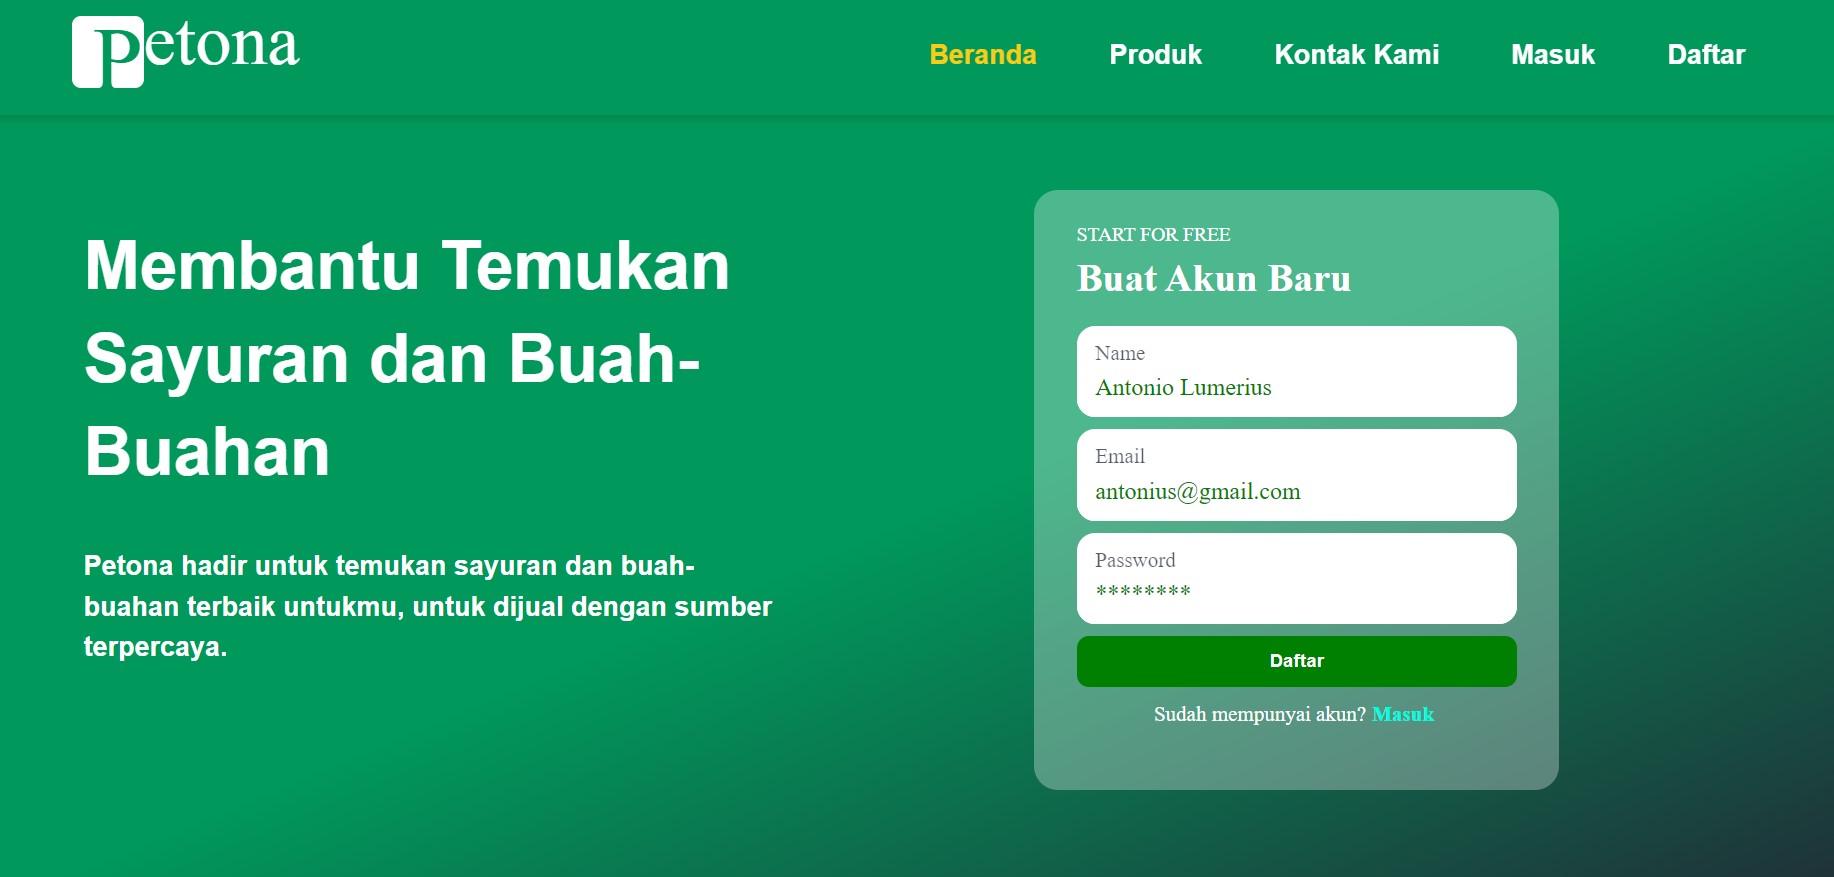 Petona
Beranda Produk Kontak Kami Masuk Daftar
Membantu Temukan
Sayuran dan Buah-
Buahan
Petona hadir untuk temukan sayuran dan buah-
buahan terbaik untukmu, untuk dijual dengan sumber
terpercaya.
START FOR FREE
Buat Akun Baru
Name
Antonio Lumerius
Email
antonius@gmail.com
Password
********
Daftar
Sudah mempunyai akun? Masuk